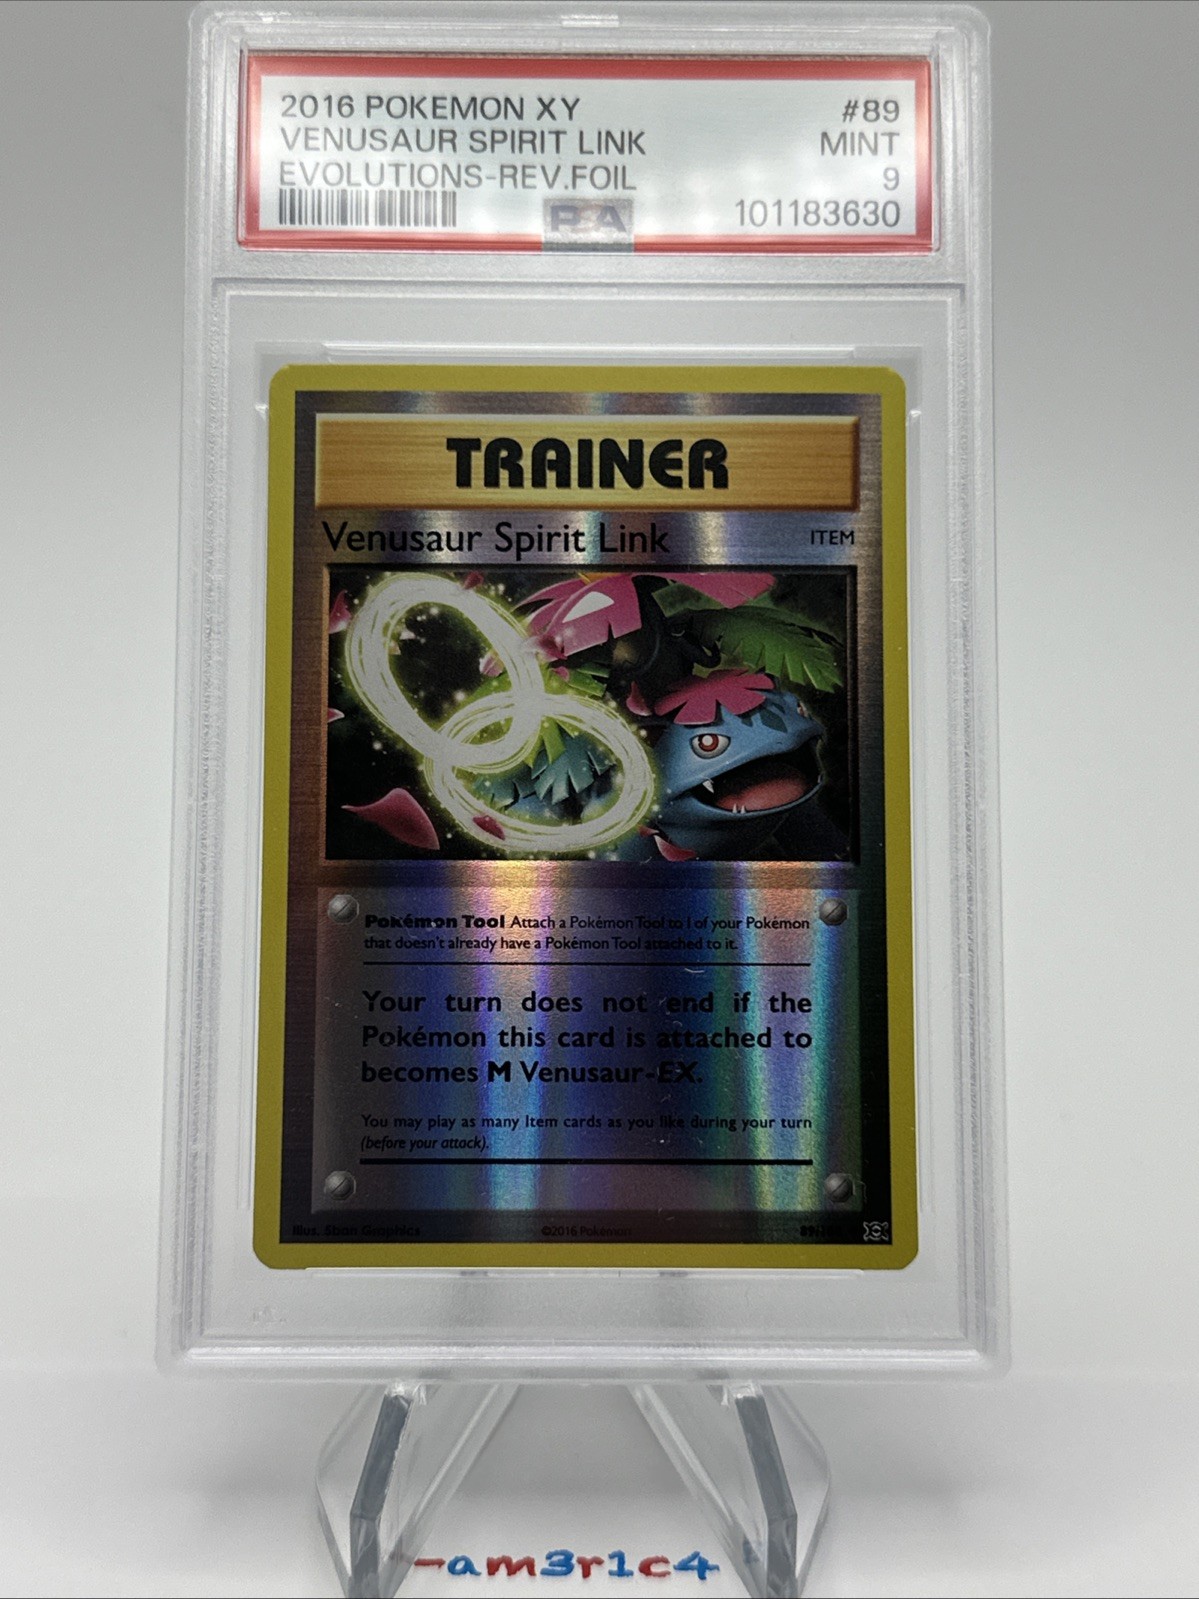 2016 POKEMON XY #89
VENUSAUR SPIRIT LINK MINT
EVOLUTIONS-REV.FOIL 9
PSA 101183630
TRAINER
Venusaur Spirit Link ITEM
Pokémon Tool Attach a Pokémon Tool to 1 of your Pokémon
that doesn't already have a Pokémon Tool attached to it.
Your turn does not end if the
Pokémon this card is attached to
becomes M Venusaur-EX.
You may play as many Item cards as you like during your turn
(before your attack).
Illus. 5ban Graphics ©2016 Pokémon
-am3r1c4